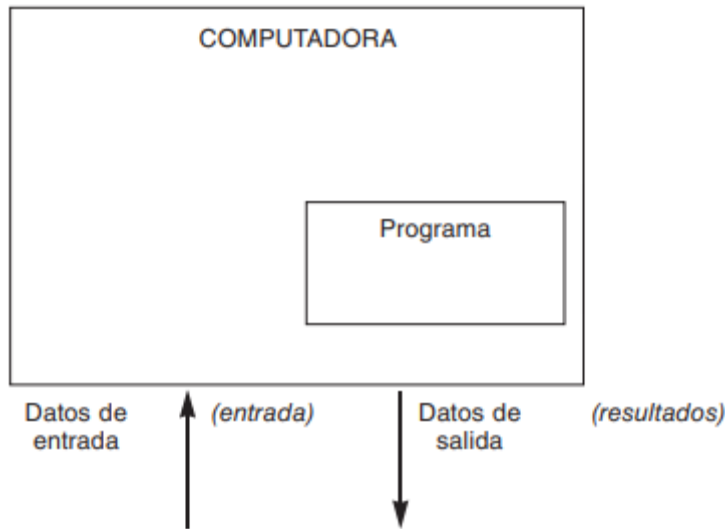 COMPUTADORA
Programa
Datos de entrada
(entrada)
Datos de salida
(resultados)